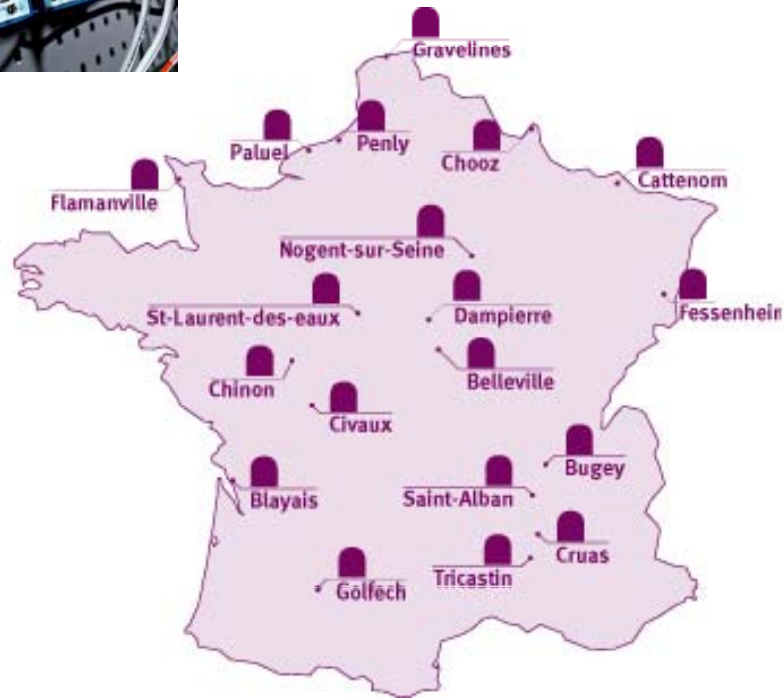 Gravelines
Penly
Paluel
Chooz
Cattenom
Flamanville
Nogent-sur-Seine
St-Laurent-des-eaux
Dampierre
Fessenheim
Belleville
Chinon
Civaux
Bugey
Blayais
Saint-Alban
Cruas
Tricastin
Golfech